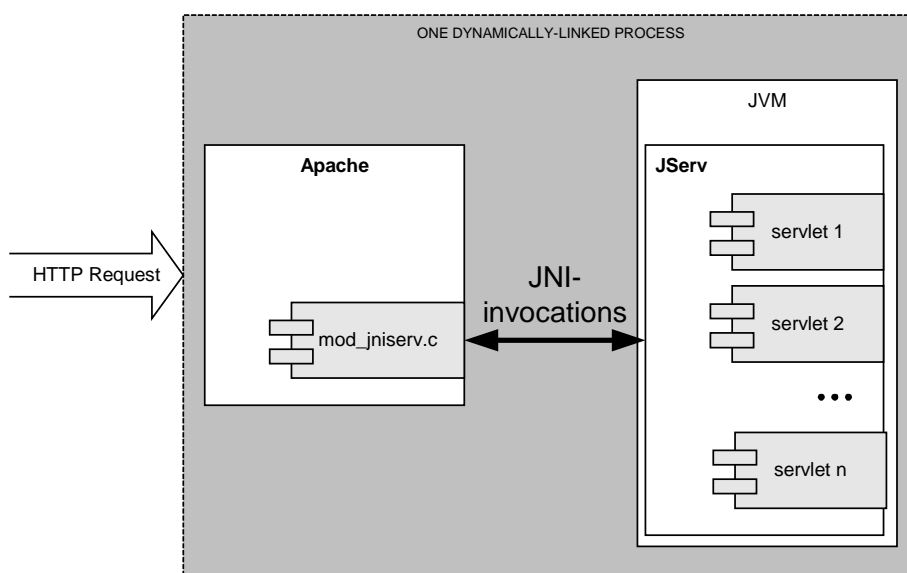 ONE DYNAMICALLY-LINKED PROCESS
JVM
Apache
JServ
servlet 1
HTTP Request
JNI-
invocations
mod_jniserv.c
servlet 2
...
servlet n